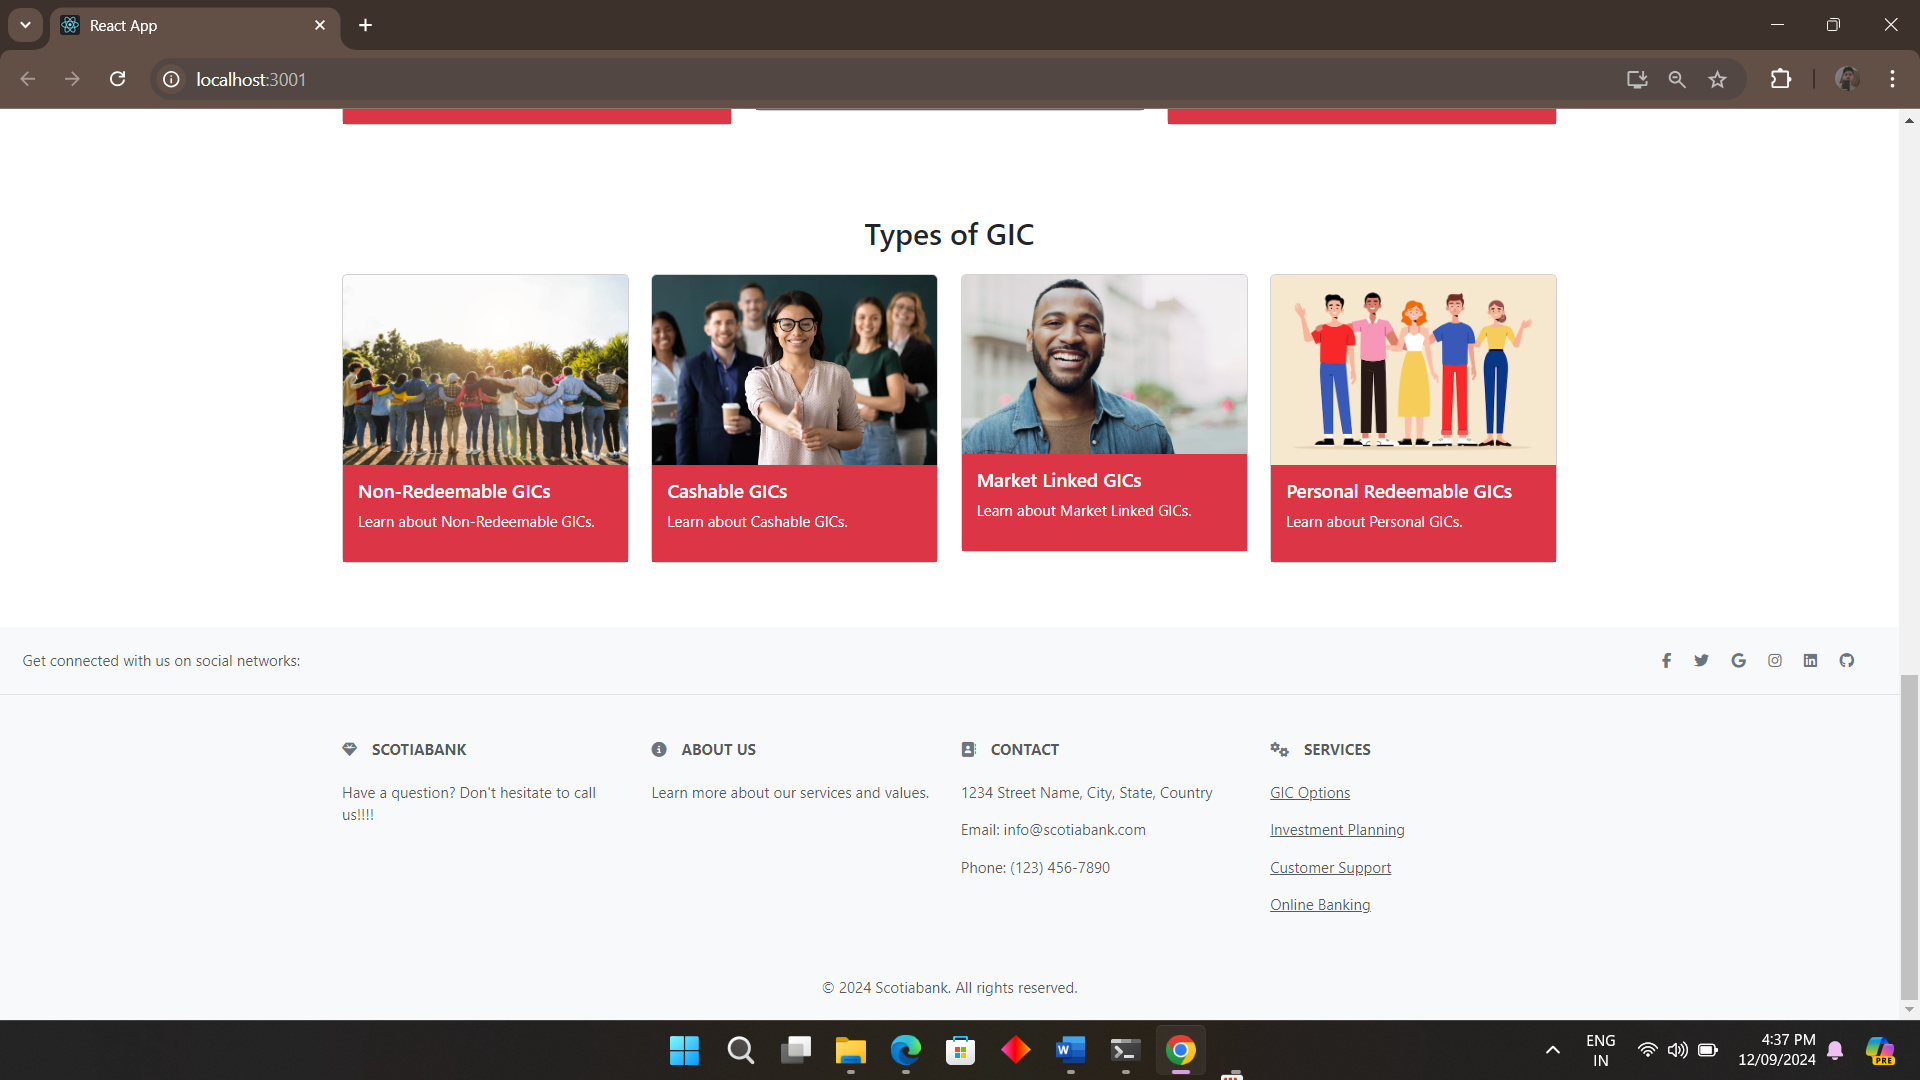 React App
localhost:3001
Types of GIC
Non-Redeemable GICs
Learn about Non-Redeemable GICs.
Cashable GICs
Learn about Cashable GICs.
Market Linked GICs
Learn about Market Linked GICs.
Personal Redeemable GICs
Learn about Personal GICs.
Get connected with us on social networks:
SCOTIABANK
Have a question? Don't hesitate to call
us!!!!
ABOUT US
Learn more about our services and values.
CONTACT
1234 Street Name, City, State, Country
Email: info@scotiabank.com
Phone: (123) 456-7890
SERVICES
GIC Options
Investment Planning
Customer Support
Online Banking
© 2024 Scotiabank. All rights reserved.
ENG
IN
4:37 PM
12/09/2024
PRE